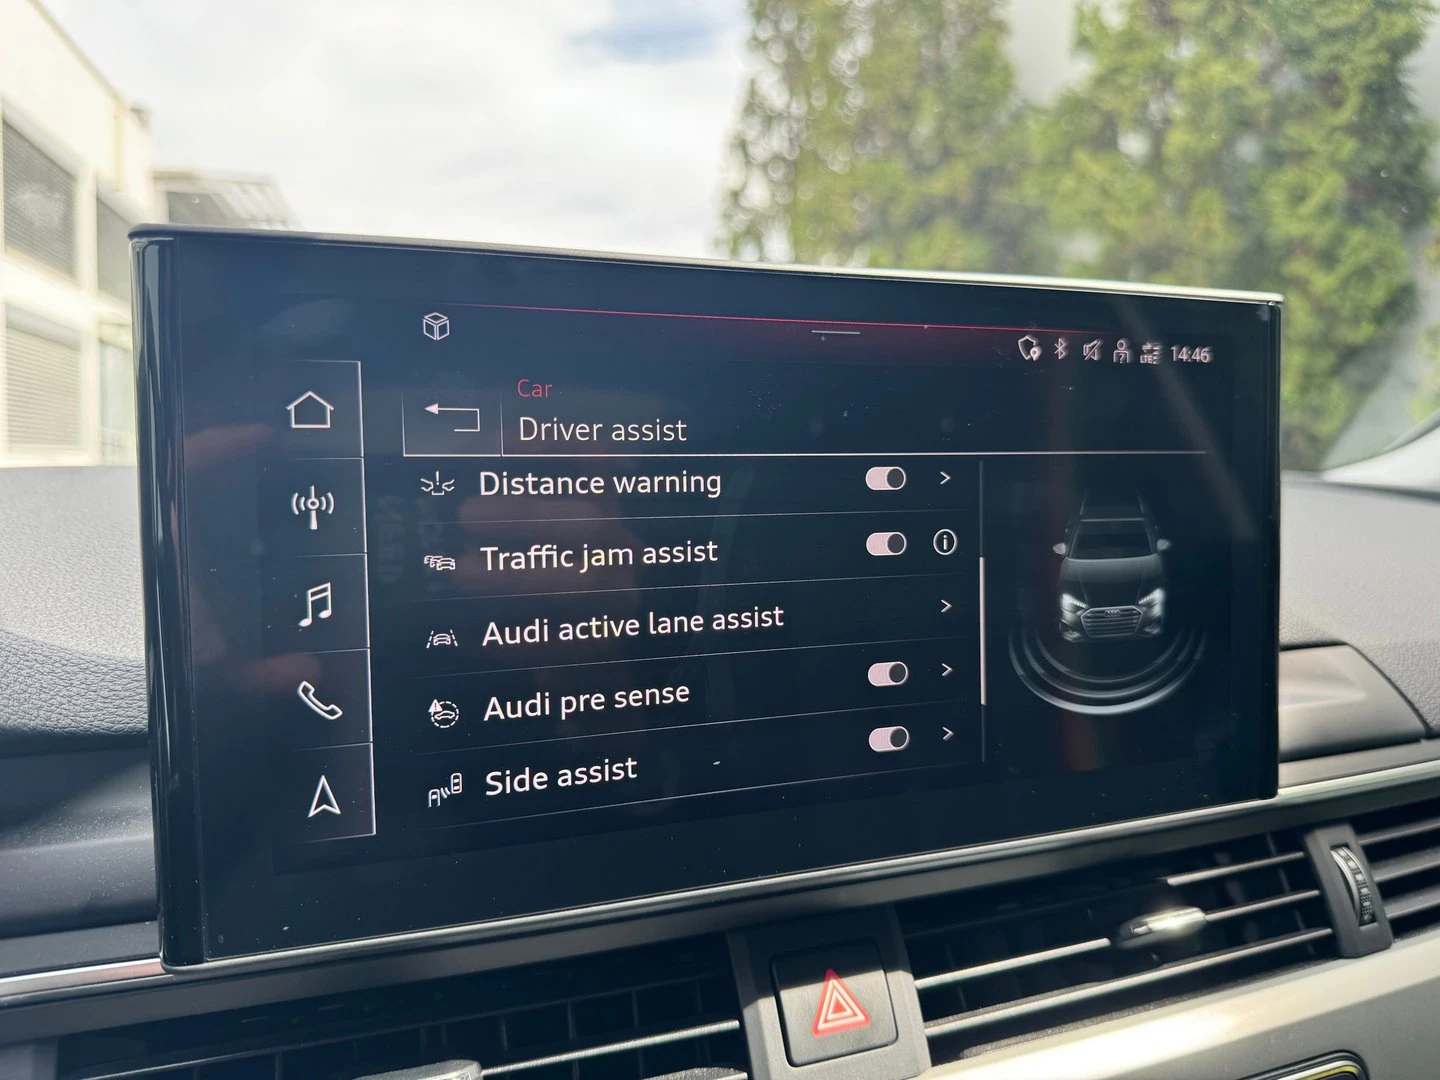 14:46
Car
Driver assist
Distance warning
Traffic jam assist
Audi active lane assist
Audi pre sense
Side assist